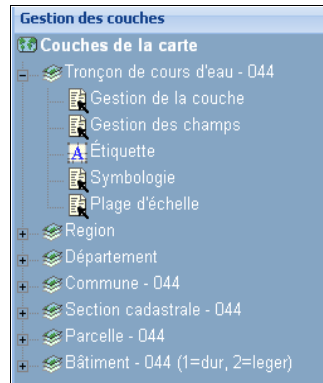 Gestion des couches
Couches de la carte
Tronçon de cours d'eau - 044
Gestion de la couche
Gestion des champs
A Étiquette
Symbologie
Plage d'échelle
Region
Département
Commune - 044
Section cadastrale - 044
Parcelle - 044
Bâtiment - 044 (1=dur, 2=leger)